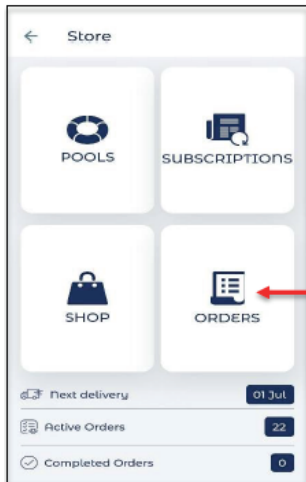 Store
POOLS
SUBSCRIPTIONS
SHOP
ORDERS
Next delivery 01 Jul
Active Orders 22
Completed Orders 0